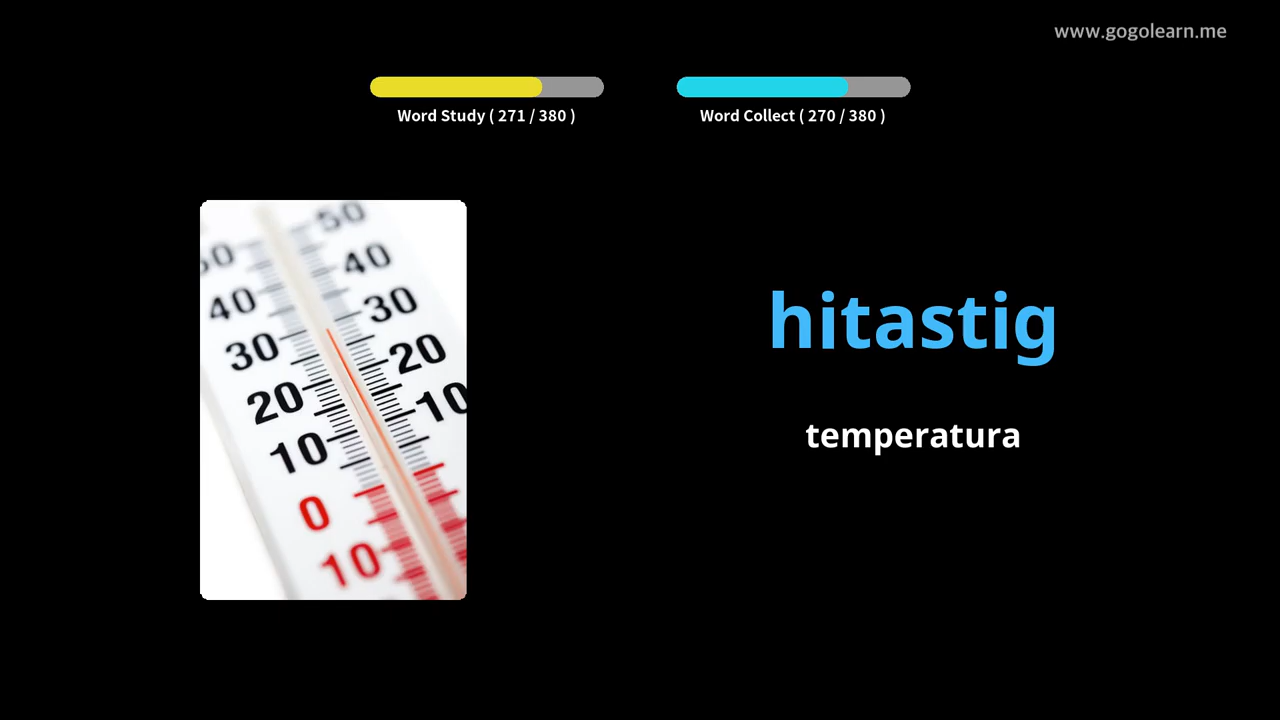 www.gogolearn.me
Word Study ( 271 / 380 )
Word Collect ( 270 / 380 )
50
50
40
40
30
30
20
20
10
10
0
10
hitastig
temperatura